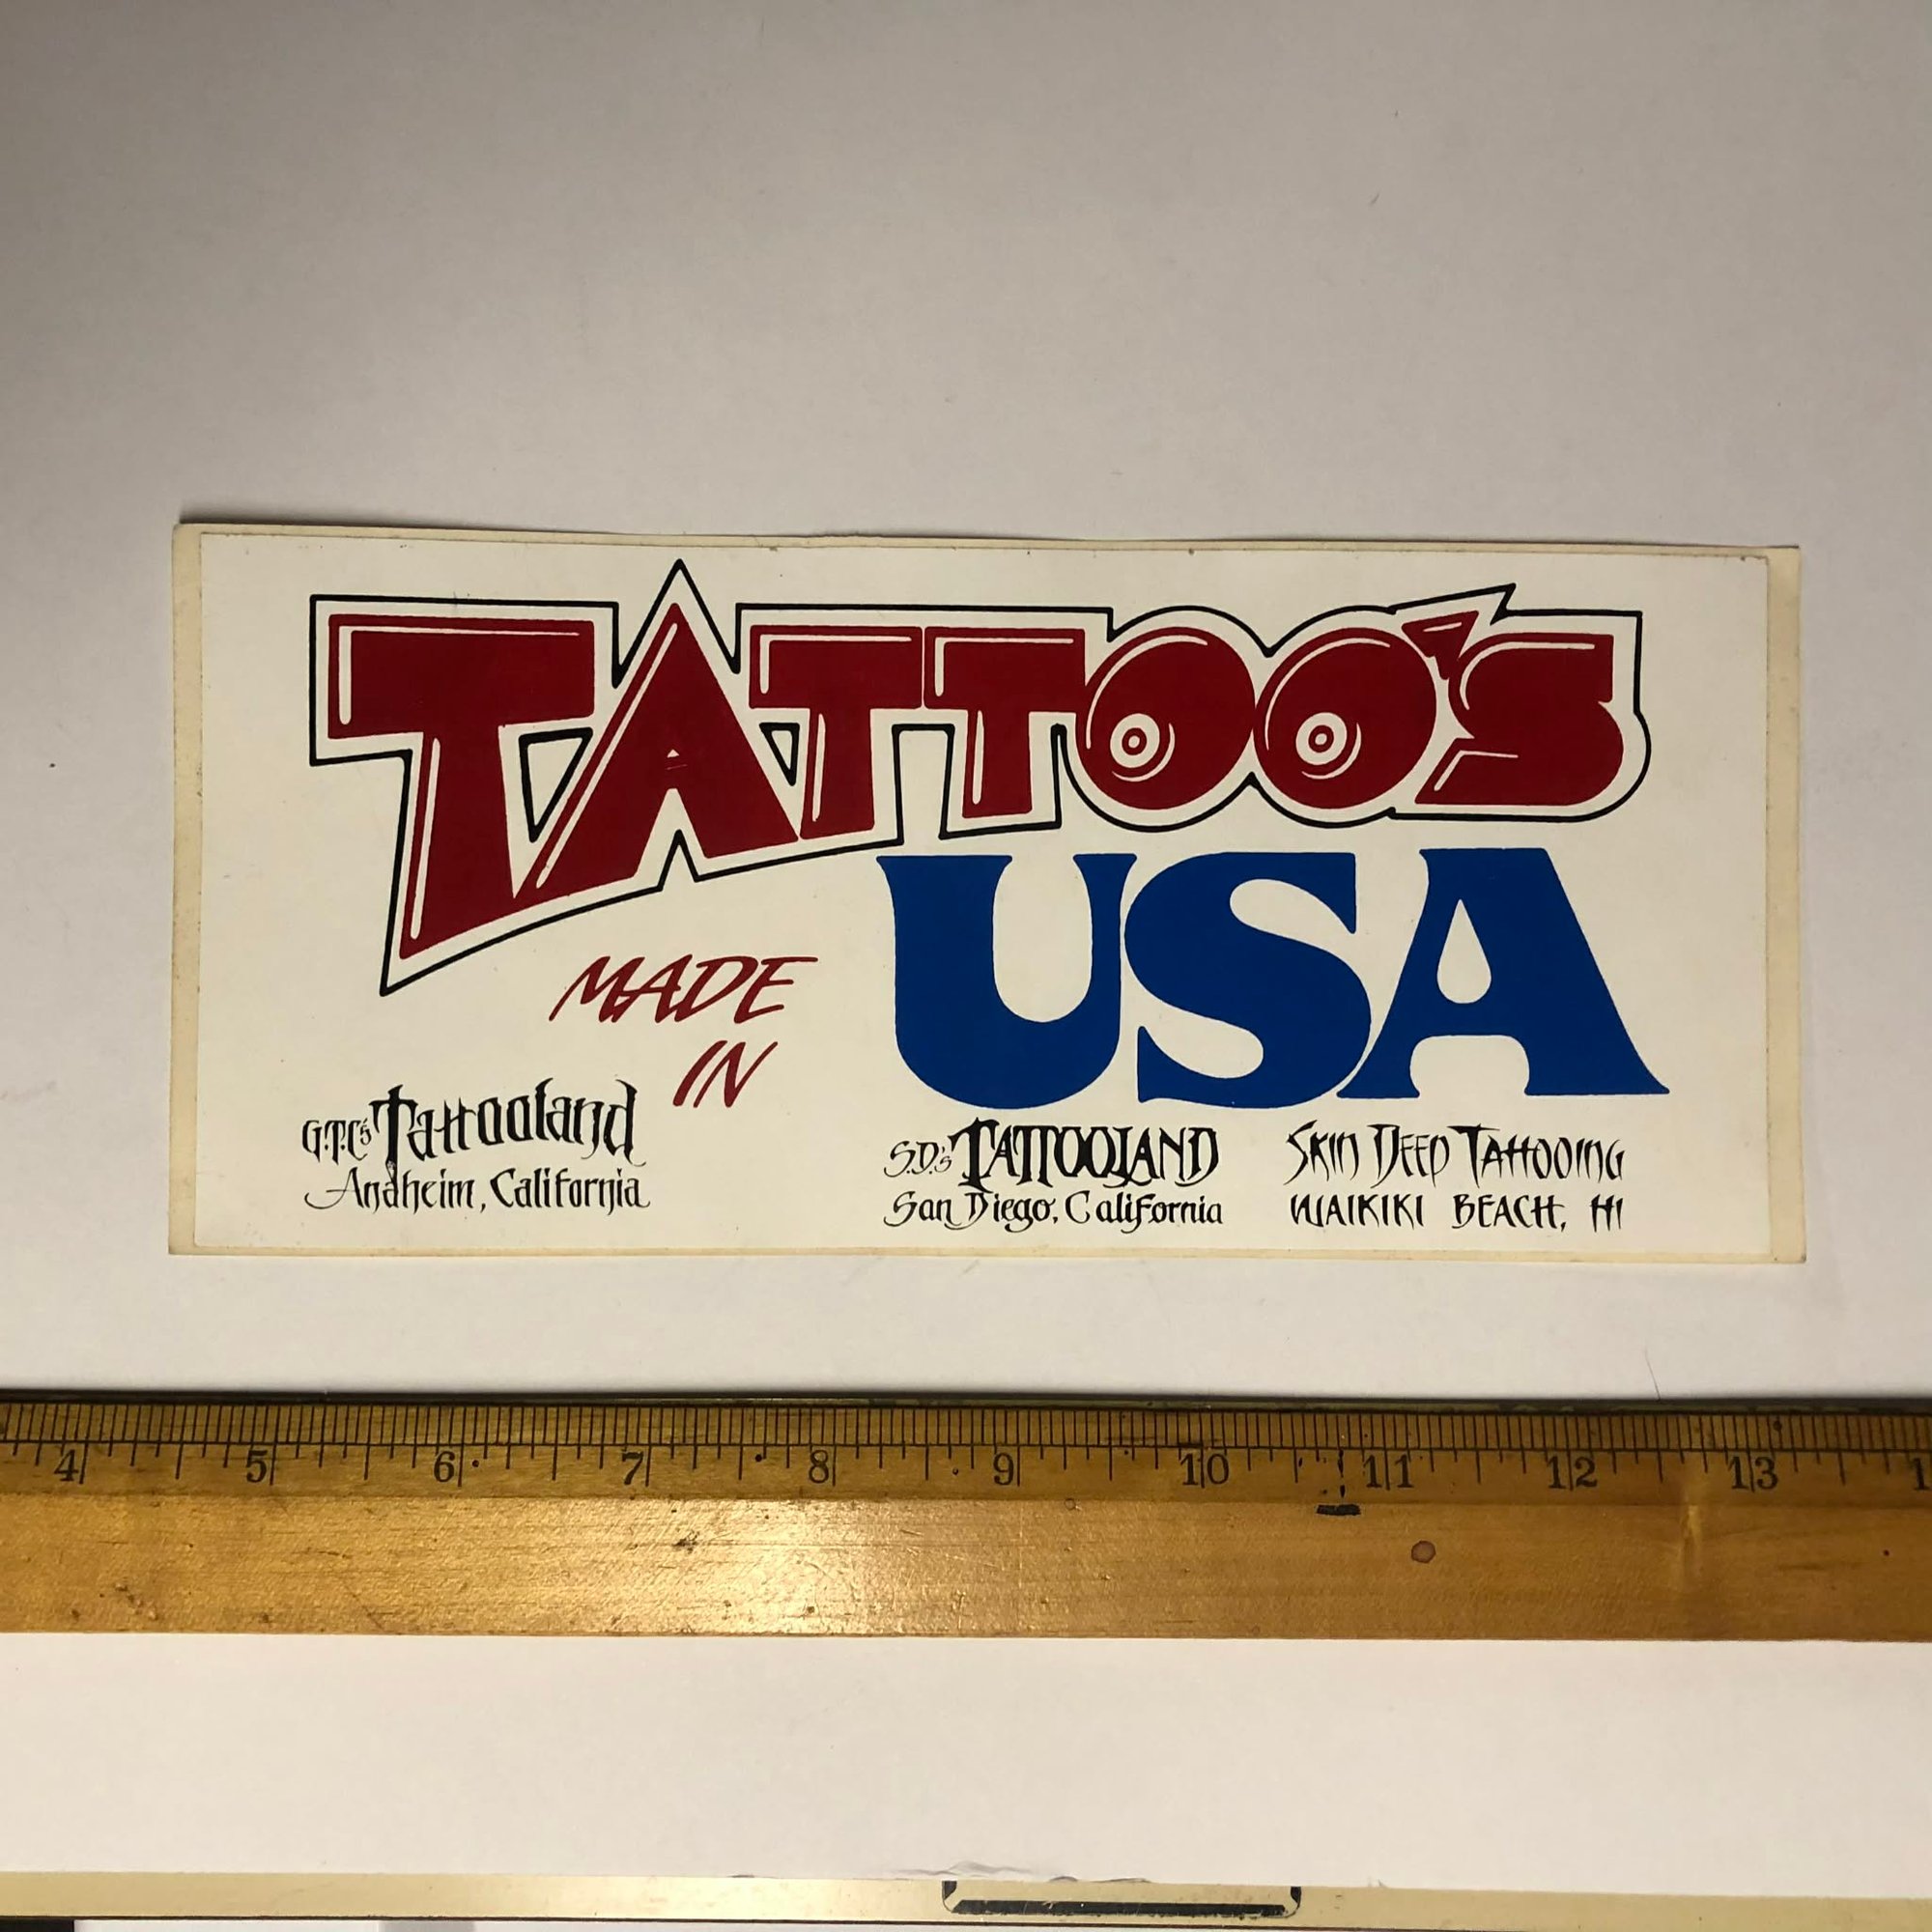 TATTOO'S
MADE
IN
USA
G.T.C.'s Tattooland
Anaheim, California
S.D.'s TATTOOLAND
San Diego, California
SKIN DEEP TATTOOING
WAIKIKI BEACH, HI
4 5 6 7 8 9 10 11 12 13 1